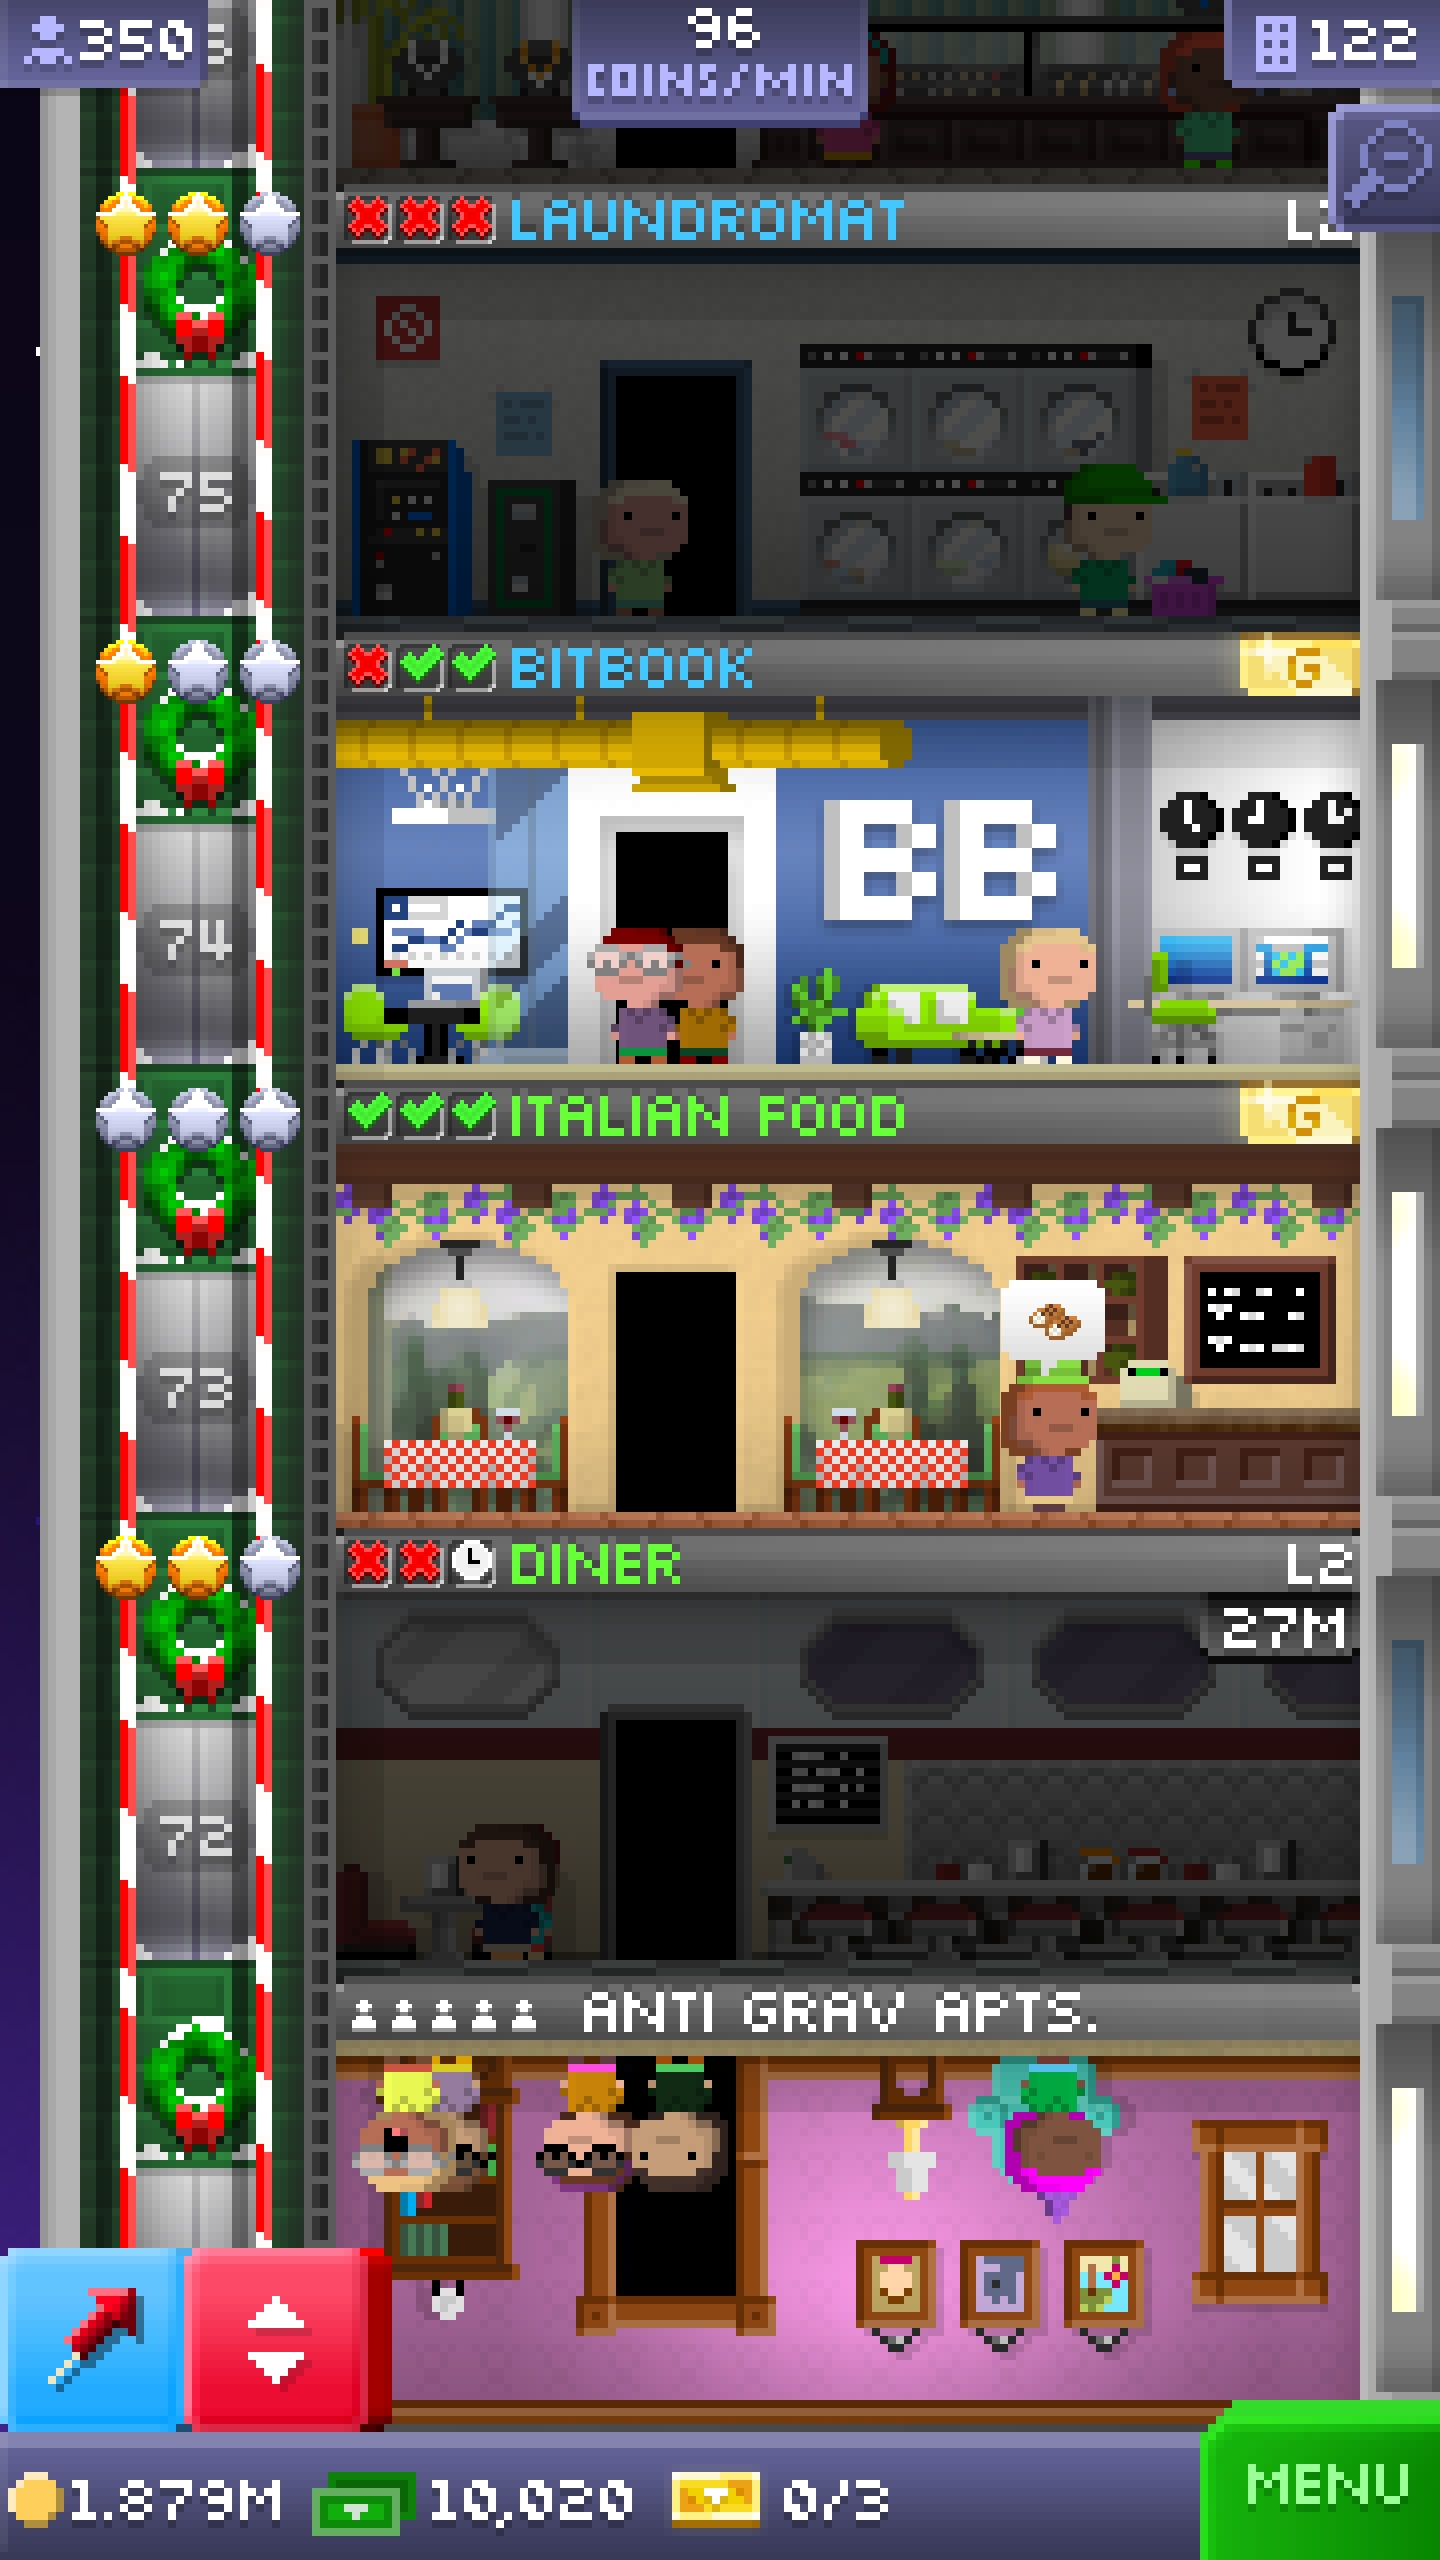 350
96
COINS/MIN
122
LAUNDROMAT
75
BITBOOK
G
BB
74
ITALIAN FOOD
G
73
DINER
L2
27M
72
ANTI GRAV APTS.
1.879M
10,020
0/3
MENU